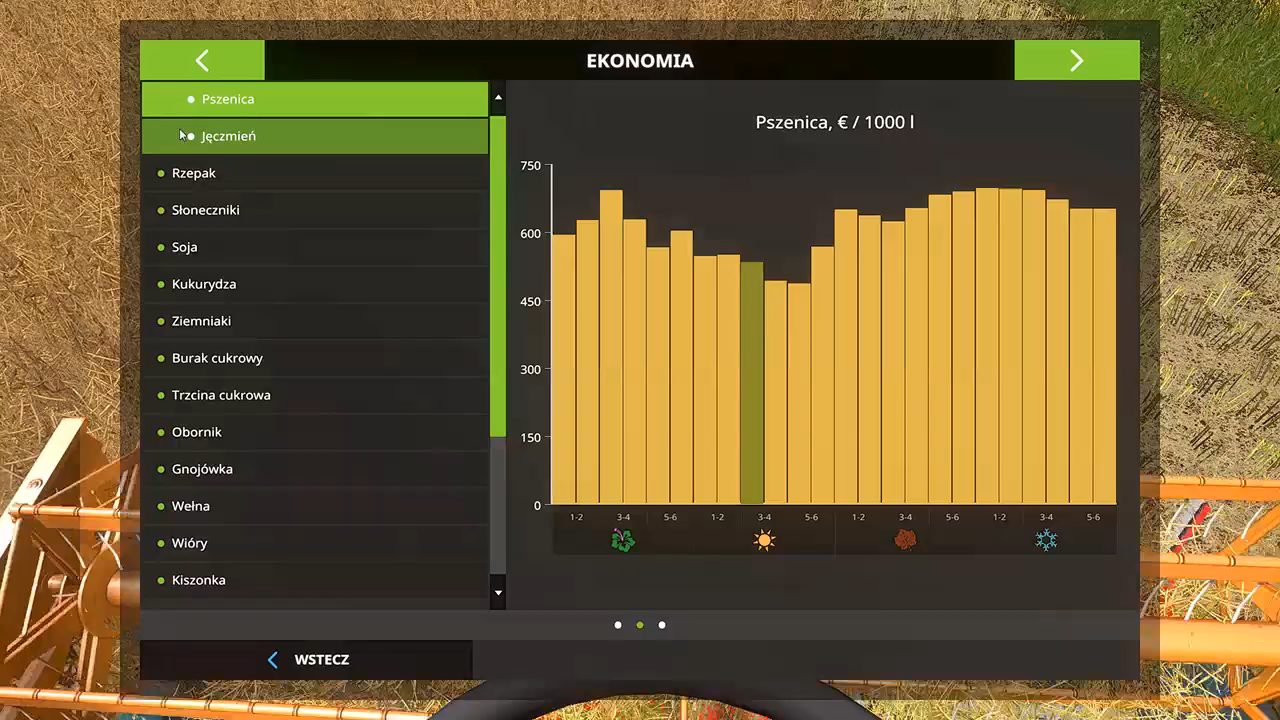 EKONOMIA
Pszenica
Jęczmień
Rzepak
Słoneczniki
Soja
Kukurydza
Ziemniaki
Burak cukrowy
Trzcina cukrowa
Obornik
Gnojówka
Wełna
Wióry
Kiszonka
Pszenica, € / 1000 l
750
600
450
300
150
0
1-2 3-4 5-6 1-2 3-4 5-6 1-2 3-4 5-6 1-2 3-4 5-6
WSTECZ